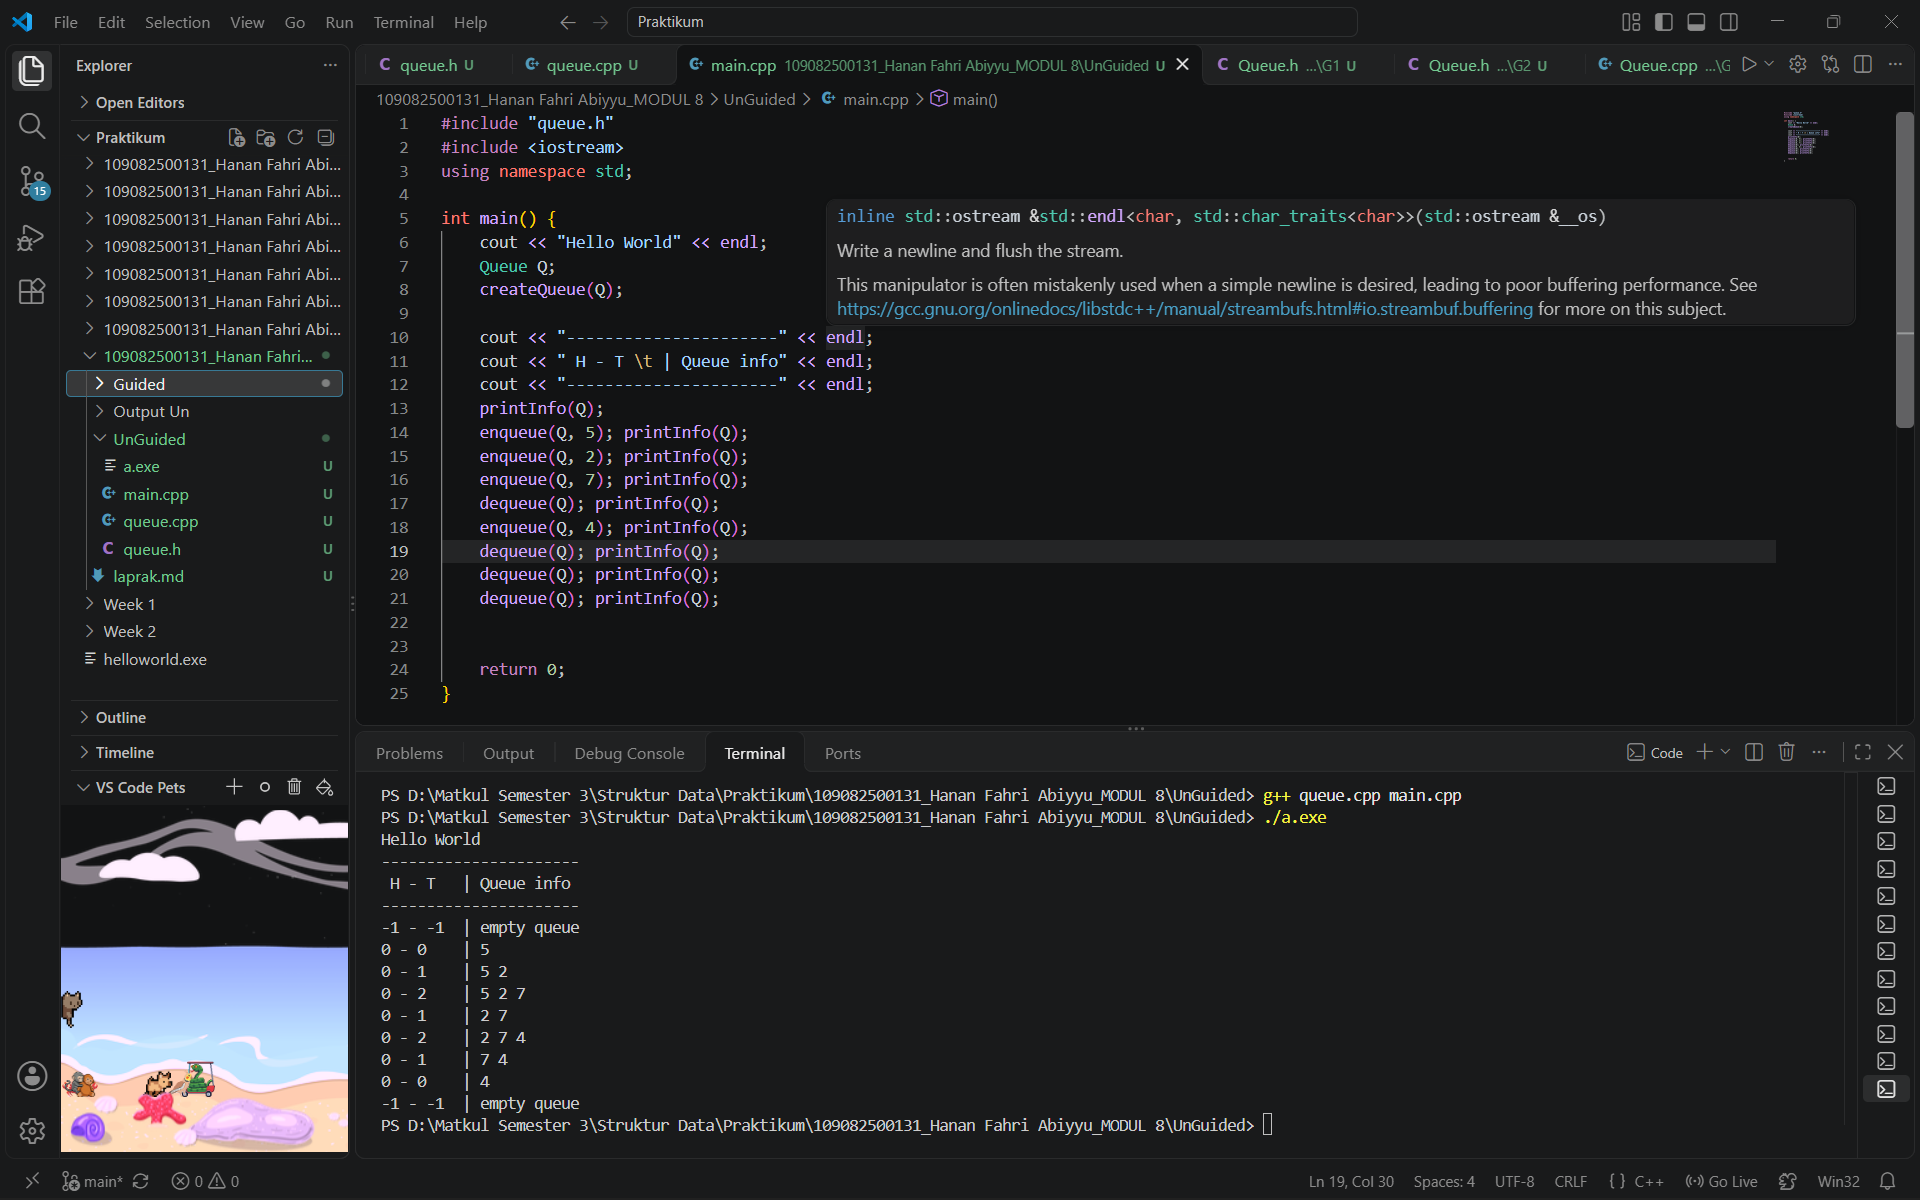 File Edit Selection View Go Run Terminal Help
Praktikum
Explorer
Open Editors
Praktikum
109082500131_Hanan Fahri Abi...
109082500131_Hanan Fahri Abi...
109082500131_Hanan Fahri Abi...
109082500131_Hanan Fahri Abi...
109082500131_Hanan Fahri Abi...
109082500131_Hanan Fahri Abi...
109082500131_Hanan Fahri Abi...
109082500131_Hanan Fahri...
Guided
Output Un
UnGuided
a.exe U
main.cpp U
queue.cpp U
queue.h U
laprak.md U
Week 1
Week 2
helloworld.exe
Outline
Timeline
VS Code Pets
15
queue.h U queue.cpp U main.cpp 109082500131_Hanan Fahri Abiyyu_MODUL 8\UnGuided U Queue.h ...\G1 U Queue.h ...\G2 U Queue.cpp ...\G
109082500131_Hanan Fahri Abiyyu_MODUL 8 > UnGuided > main.cpp > main()
1 #include "queue.h"
2 #include <iostream>
3 using namespace std;
4
5 int main() {
6 cout << "Hello World" << endl;
7 Queue Q;
8 createQueue(Q);
9
10 cout << "----------------------" << endl;
11 cout << " H - T \t | Queue info" << endl;
12 cout << "----------------------" << endl;
13 printInfo(Q);
14 enqueue(Q, 5); printInfo(Q);
15 enqueue(Q, 2); printInfo(Q);
16 enqueue(Q, 7); printInfo(Q);
17 dequeue(Q); printInfo(Q);
18 enqueue(Q, 4); printInfo(Q);
19 dequeue(Q); printInfo(Q);
20 dequeue(Q); printInfo(Q);
21 dequeue(Q); printInfo(Q);
22
23
24 return 0;
25 }
inline std::ostream &std::endl<char, std::char_traits<char>>(std::ostream &__os)
Write a newline and flush the stream.
This manipulator is often mistakenly used when a simple newline is desired, leading to poor buffering performance. See
https://gcc.gnu.org/onlinedocs/libstdc++/manual/streambufs.html#io.streambuf.buffering for more on this subject.
Problems Output Debug Console Terminal Ports
Code
PS D:\Matkul Semester 3\Struktur Data\Praktikum\109082500131_Hanan Fahri Abiyyu_MODUL 8\UnGuided> g++ queue.cpp main.cpp
PS D:\Matkul Semester 3\Struktur Data\Praktikum\109082500131_Hanan Fahri Abiyyu_MODUL 8\UnGuided> ./a.exe
Hello World
----------------------
H - T | Queue info
----------------------
-1 - -1 | empty queue
0 - 0 | 5
0 - 1 | 5 2
0 - 2 | 5 2 7
0 - 1 | 2 7
0 - 2 | 2 7 4
0 - 1 | 7 4
0 - 0 | 4
-1 - -1 | empty queue
PS D:\Matkul Semester 3\Struktur Data\Praktikum\109082500131_Hanan Fahri Abiyyu_MODUL 8\UnGuided>
main* 0 0
Ln 19, Col 30 Spaces: 4 UTF-8 CRLF { } C++ Go Live Win32